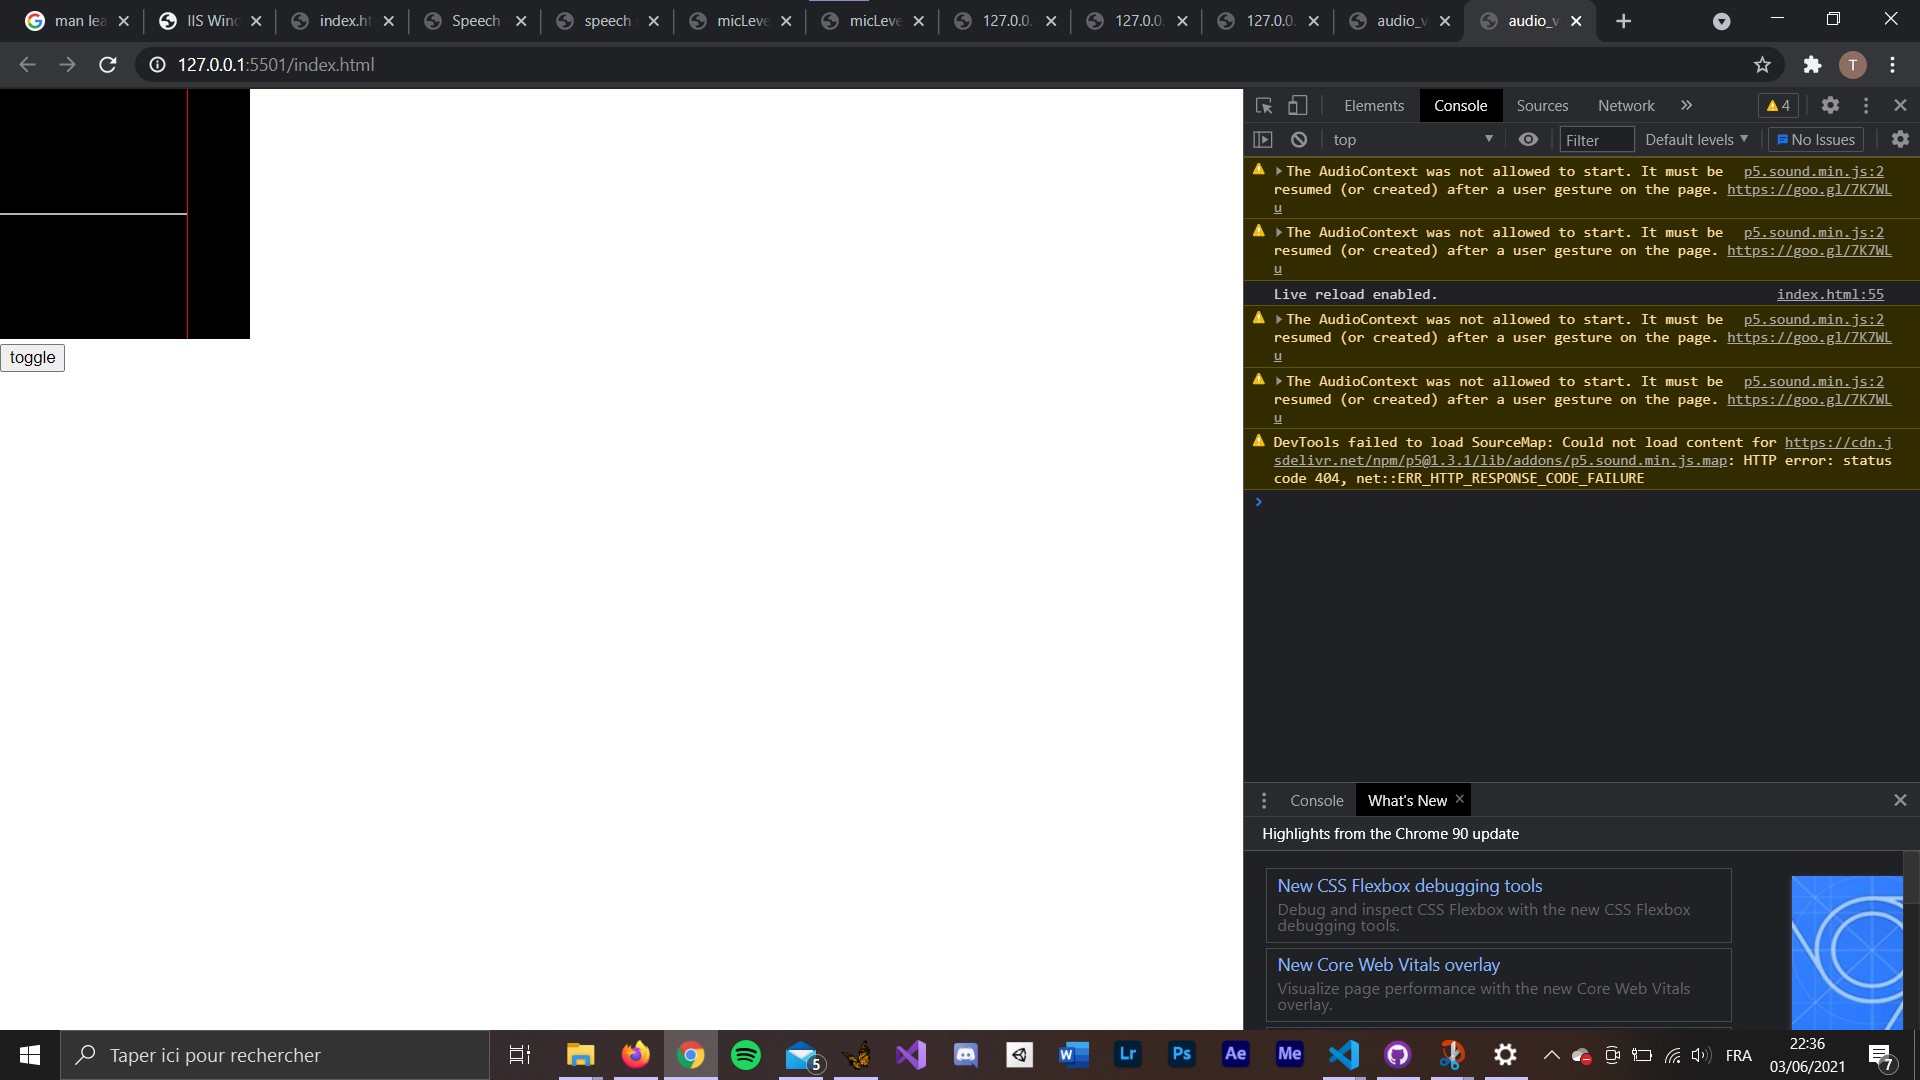 man lea
IIS Wind
index.ht
Speech
speech
micLeve
micLeve
127.0.0.
127.0.0.
127.0.0.
audio_v
audio_v
127.0.0.1:5501/index.html
T
toggle
Elements
Console
Sources
Network
4
top
Filter
Default levels
No Issues
The AudioContext was not allowed to start. It must be p5.sound.min.js:2
resumed (or created) after a user gesture on the page. https://goo.gl/7K7WL
u
The AudioContext was not allowed to start. It must be p5.sound.min.js:2
resumed (or created) after a user gesture on the page. https://goo.gl/7K7WL
u
Live reload enabled. index.html:55
The AudioContext was not allowed to start. It must be p5.sound.min.js:2
resumed (or created) after a user gesture on the page. https://goo.gl/7K7WL
u
The AudioContext was not allowed to start. It must be p5.sound.min.js:2
resumed (or created) after a user gesture on the page. https://goo.gl/7K7WL
u
DevTools failed to load SourceMap: Could not load content for https://cdn.j
sdelivr.net/npm/p5@1.3.1/lib/addons/p5.sound.min.js.map: HTTP error: status
code 404, net::ERR_HTTP_RESPONSE_CODE_FAILURE
Console
What's New
Highlights from the Chrome 90 update
New CSS Flexbox debugging tools
Debug and inspect CSS Flexbox with the new CSS Flexbox
debugging tools.
New Core Web Vitals overlay
Visualize page performance with the new Core Web Vitals
overlay.
Taper ici pour rechercher
5
Lr
Ps
Ae
Me
FRA
22:36
03/06/2021
7